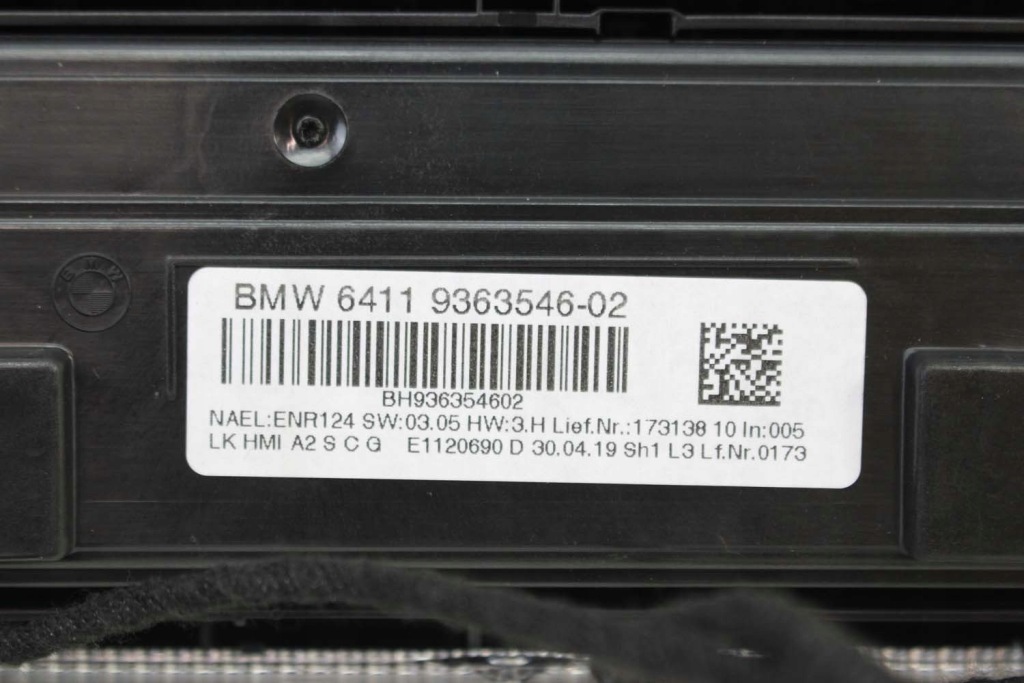 BMW
BMW 6411 9363546-02
BH936354602
NAEL:ENR124 SW:03.05 HW:3.H Lief.Nr.:173138 10 In:005
LK HMI A2 S C G E1120690 D 30.04.19 Sh1 L3 Lf.Nr.0173